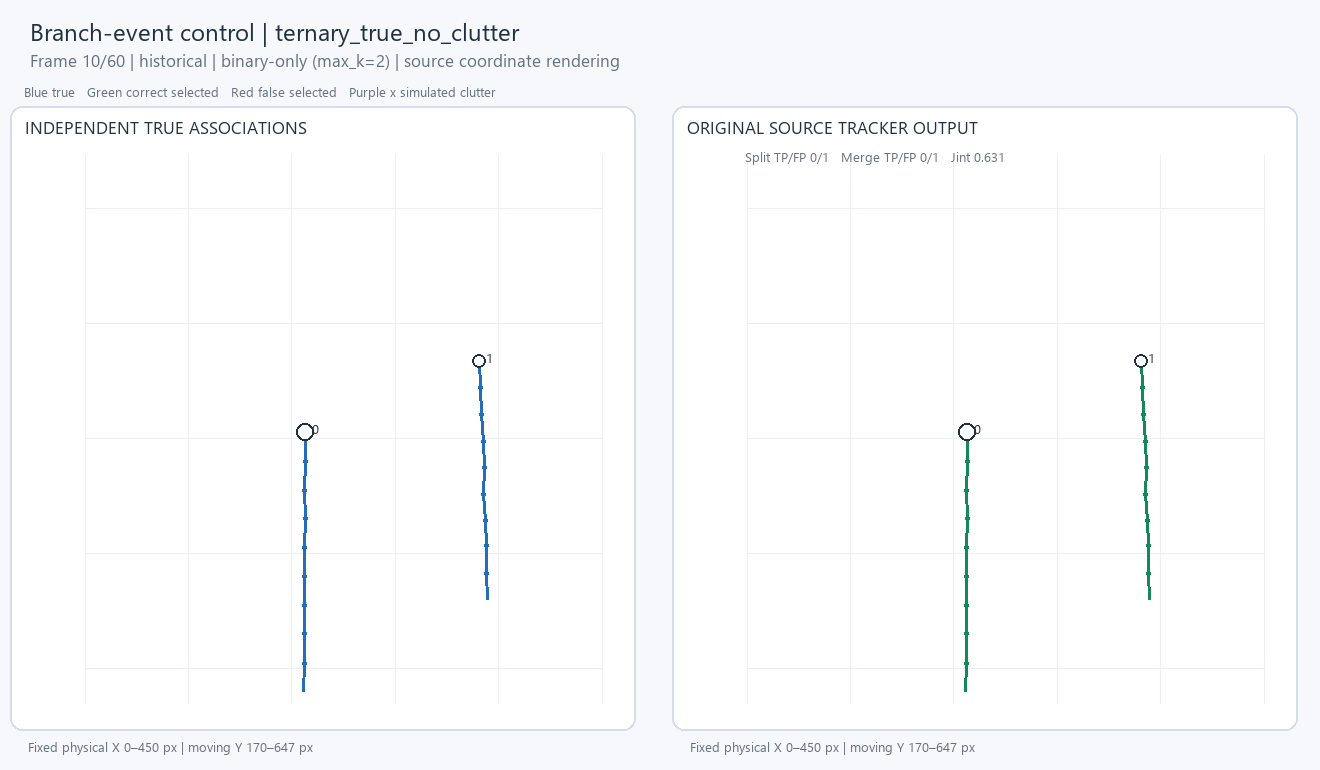 Branch-event control | ternary_true_no_clutter
Frame 10/60 | historical | binary-only (max_k=2) | source coordinate rendering
Blue true   Green correct selected   Red false selected   Purple x simulated clutter
INDEPENDENT TRUE ASSOCIATIONS
1
0
Fixed physical X 0–450 px | moving Y 170–647 px
ORIGINAL SOURCE TRACKER OUTPUT
Split TP/FP 0/1   Merge TP/FP 0/1   Jint 0.631
1
0
Fixed physical X 0–450 px | moving Y 170–647 px